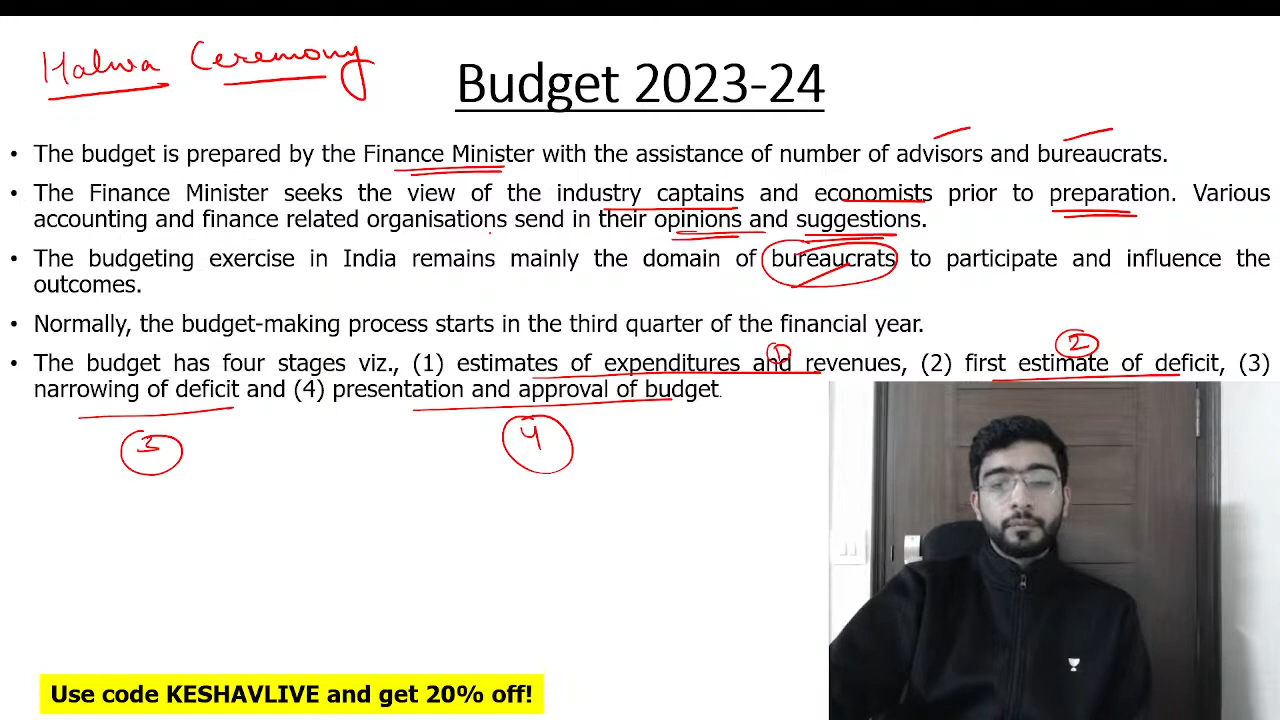 Halwa Ceremony
Budget 2023-24
• The budget is prepared by the Finance Minister with the assistance of number of advisors and bureaucrats.
• The Finance Minister seeks the view of the industry captains and economists prior to preparation. Various
accounting and finance related organisations send in their opinions and suggestions.
• The budgeting exercise in India remains mainly the domain of bureaucrats to participate and influence the
outcomes.
• Normally, the budget-making process starts in the third quarter of the financial year.
1 2
• The budget has four stages viz., (1) estimates of expenditures and revenues, (2) first estimate of deficit, (3)
narrowing of deficit and (4) presentation and approval of budget.
3 4
Use code KESHAVLIVE and get 20% off!